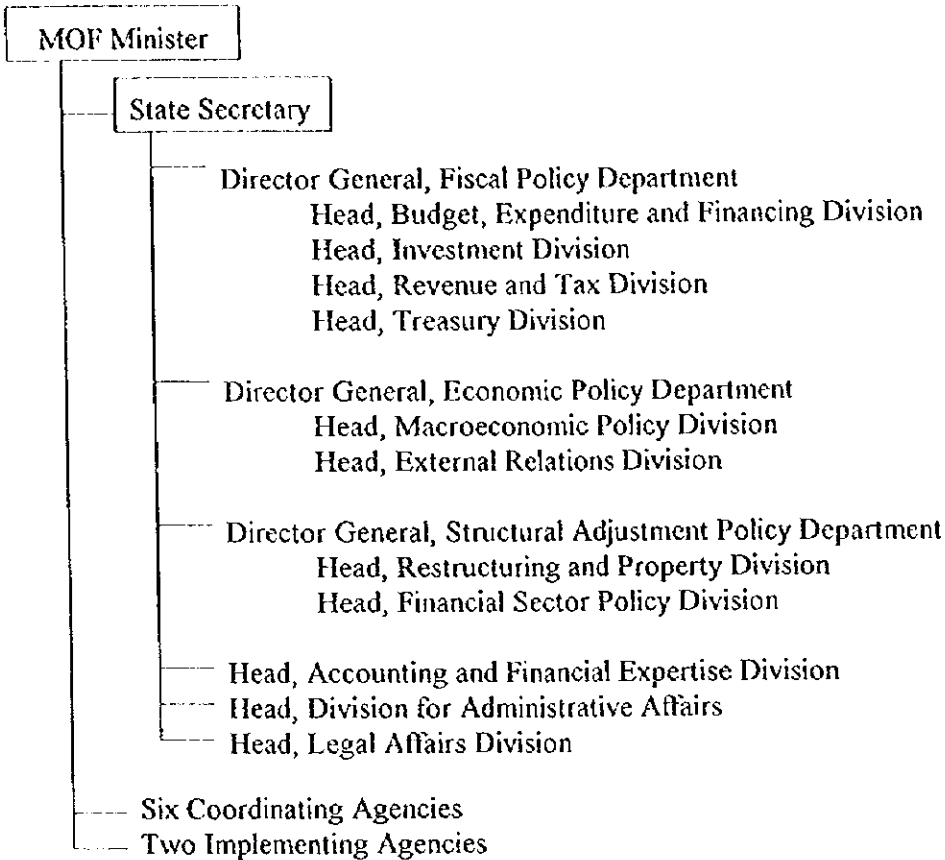 MOF Minister
State Secretary
Director General, Fiscal Policy Department
Head, Budget, Expenditure and Financing Division
Head, Investment Division
Head, Revenue and Tax Division
Head, Treasury Division
Director General, Economic Policy Department
Head, Macroeconomic Policy Division
Head, External Relations Division
Director General, Structural Adjustment Policy Department
Head, Restructuring and Property Division
Head, Financial Sector Policy Division
Head, Accounting and Financial Expertise Division
Head, Division for Administrative Affairs
Head, Legal Affairs Division
Six Coordinating Agencies
Two Implementing Agencies